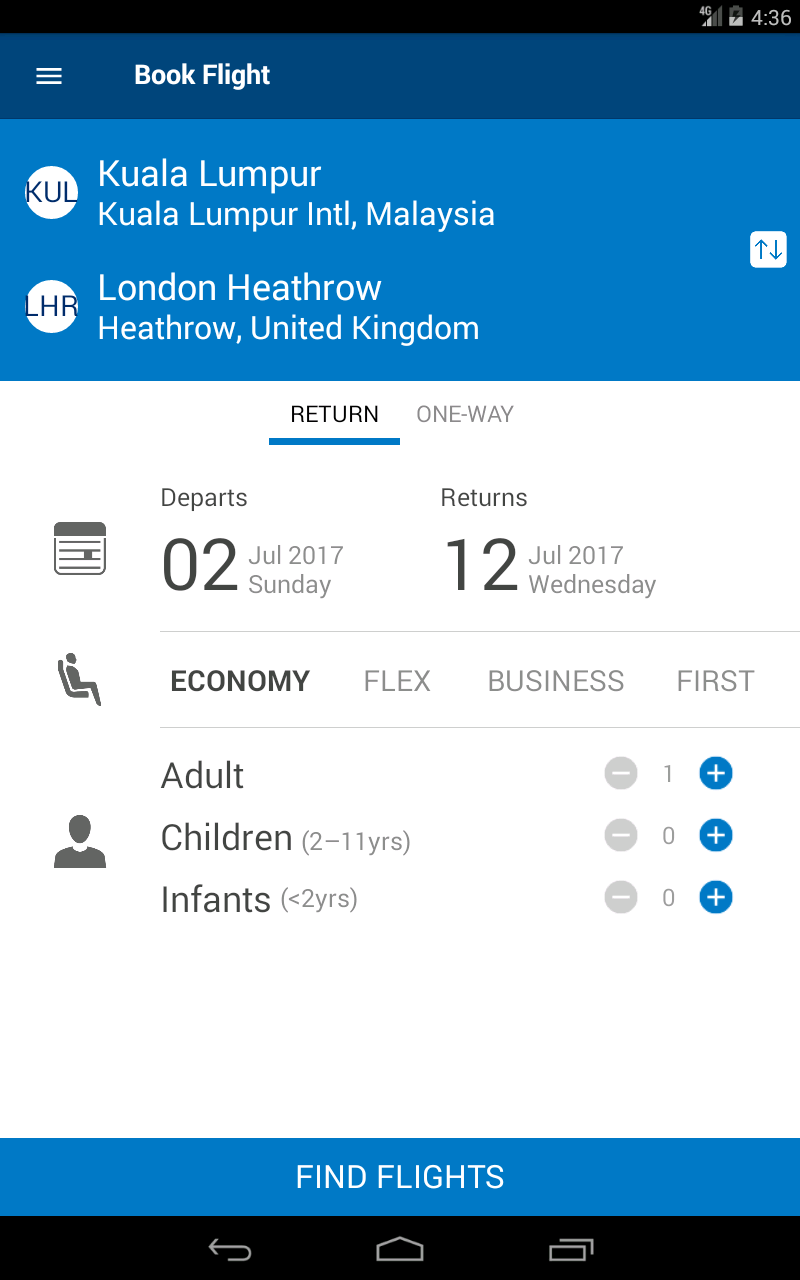 4G 4:36
Book Flight
KUL
Kuala Lumpur
Kuala Lumpur Intl, Malaysia
LHR
London Heathrow
Heathrow, United Kingdom
RETURN ONE-WAY
Departs Returns
02 Jul 2017 Sunday 12 Jul 2017 Wednesday
ECONOMY FLEX BUSINESS FIRST
Adult 1
Children (2–11yrs) 0
Infants (<2yrs) 0
FIND FLIGHTS